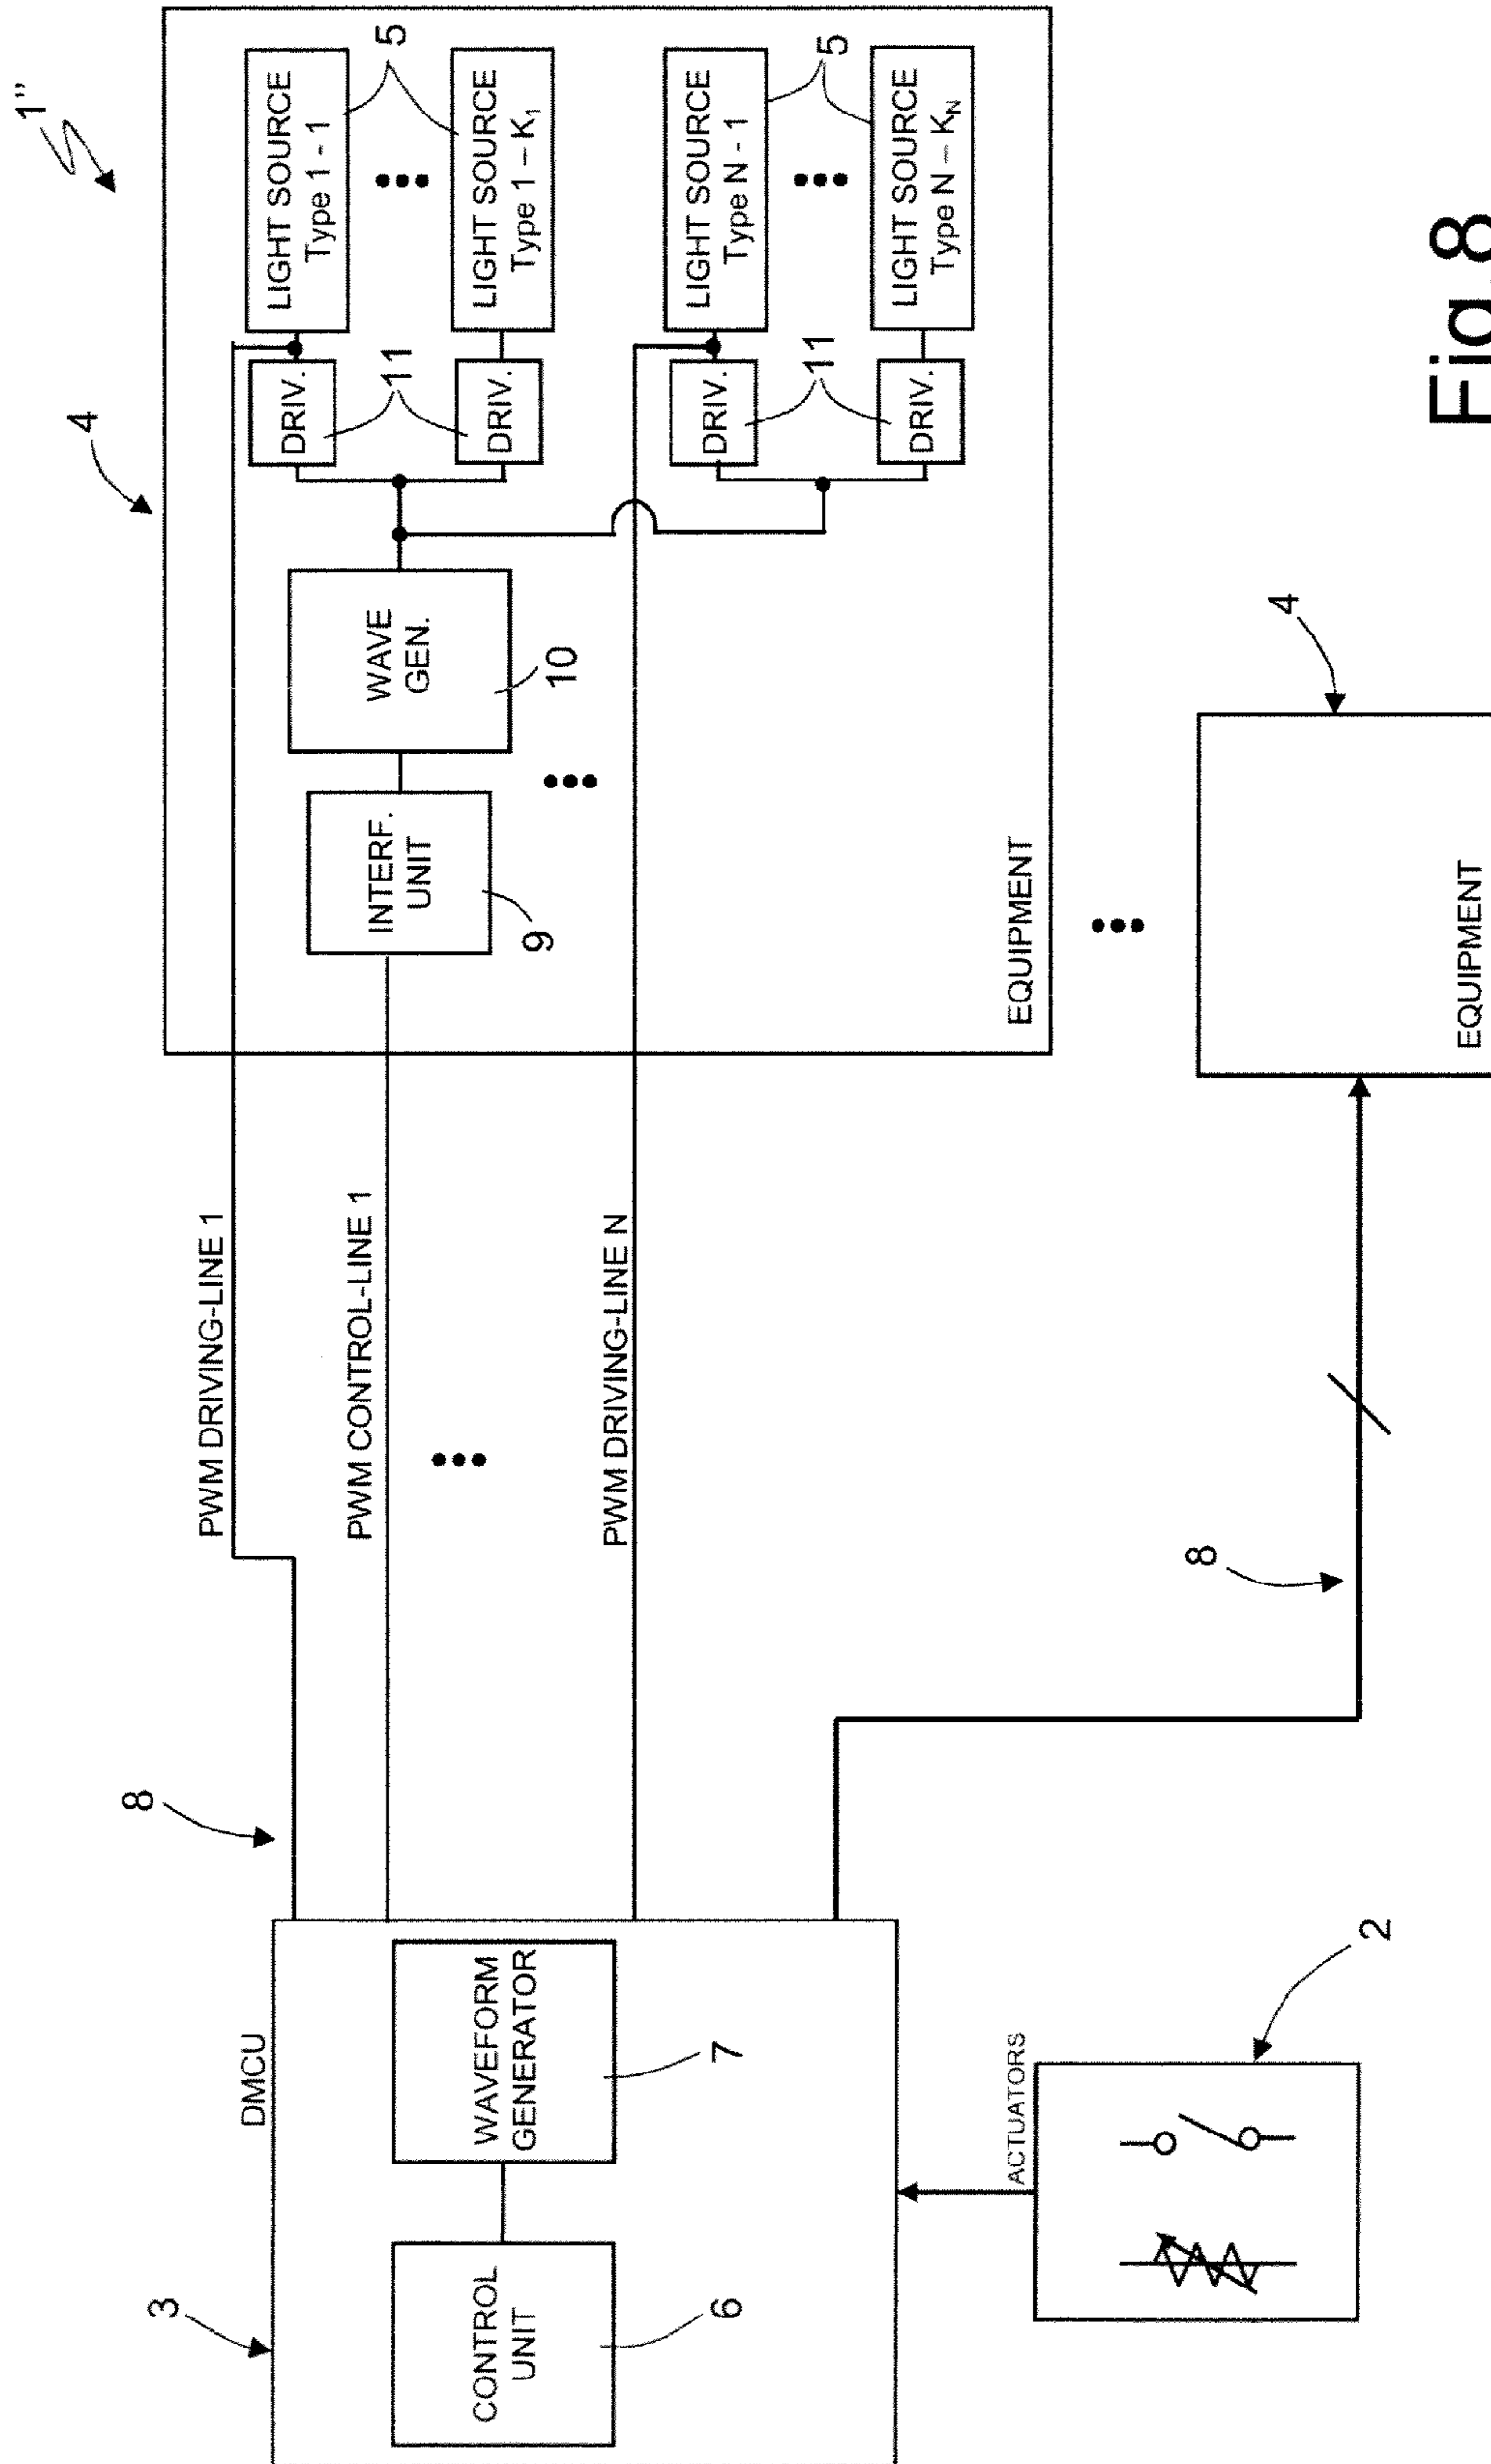 1”
3
DMCU
CONTROL
UNIT
6
WAVEFORM
GENERATOR
7
ACTUATORS
2
8
PWM DRIVING-LINE 1
PWM CONTROL-LINE 1
PWM DRIVING-LINE N
8
4
INTERF.
UNIT
9
WAVE
GEN.
10
DRIV.
11
DRIV.
LIGHT SOURCE
Type 1 - 1
5
LIGHT SOURCE
Type 1 – K₁
DRIV.
11
DRIV.
LIGHT SOURCE
Type N - 1
5
LIGHT SOURCE
Type N – Kɴ
EQUIPMENT
4
EQUIPMENT
Fig.8